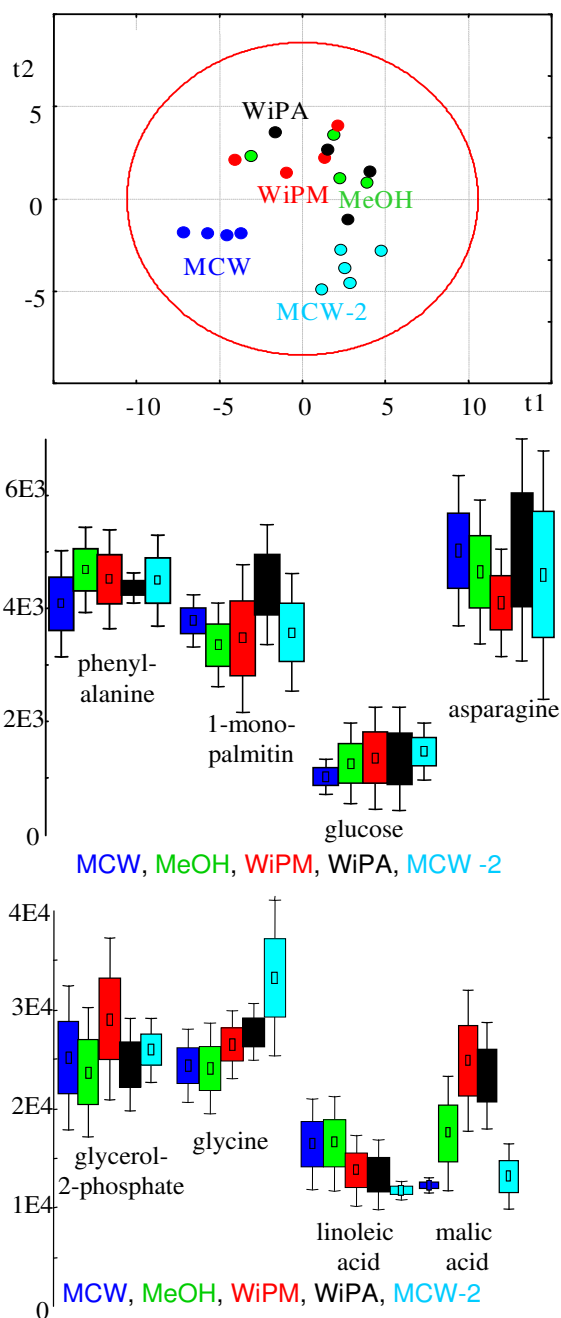 t2
5
WiPA
WiPM
0
MeOH
MCW
-5
MCW-2
-10 -5 0 5 10 t1
6E3
4E3
phenyl-
alanine
1-mono-
palmitin
asparagine
2E3
glucose
0
MCW, MeOH, WiPM, WiPA, MCW -2
4E4
3E4
2E4
glycerol-
2-phosphate
glycine
1E4
linoleic
acid
malic
acid
0
MCW, MeOH, WiPM, WiPA, MCW-2